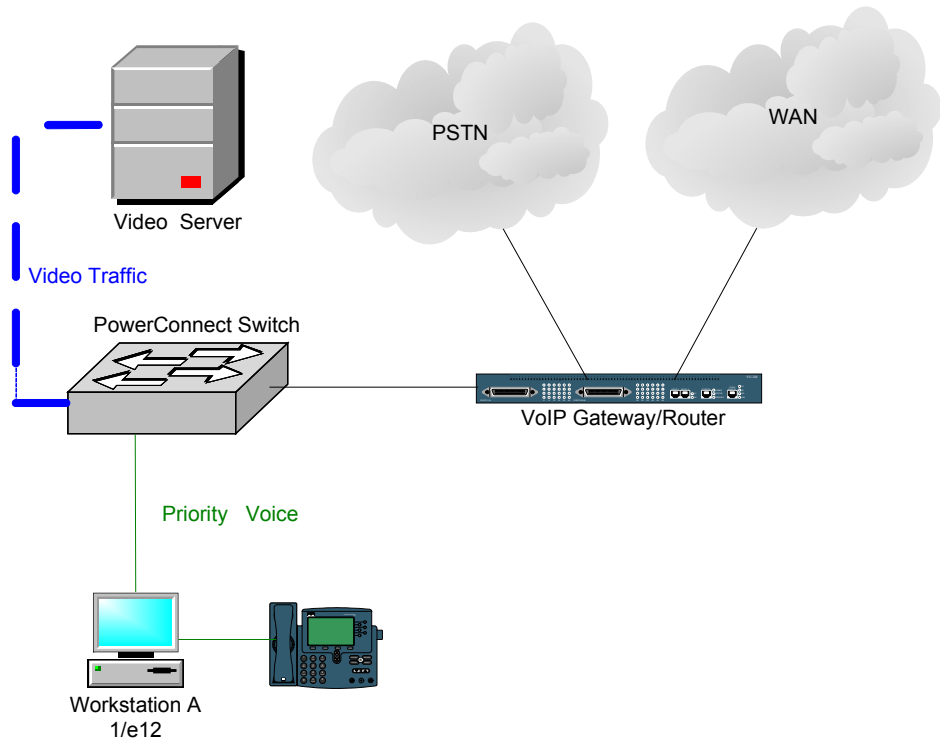 PSTN
WAN
Video Server
Video Traffic
PowerConnect Switch
VoIP Gateway/Router
Priority Voice
Workstation A
1/e12